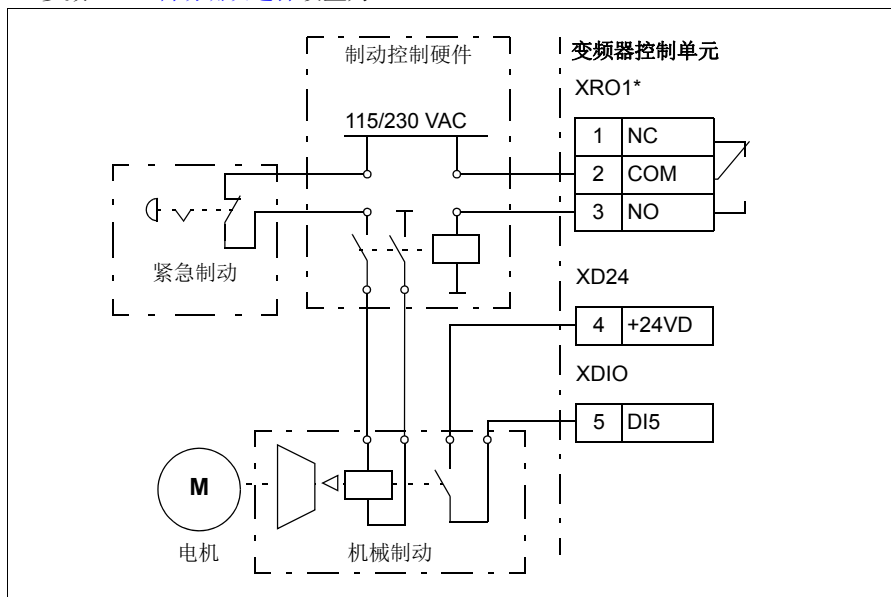 制动控制硬件
变频器控制单元
XRO1*
115/230 VAC
1 NC
2 COM
3 NO
紧急制动
XD24
4 +24VD
XDIO
5 DI5
M
电机
机械制动